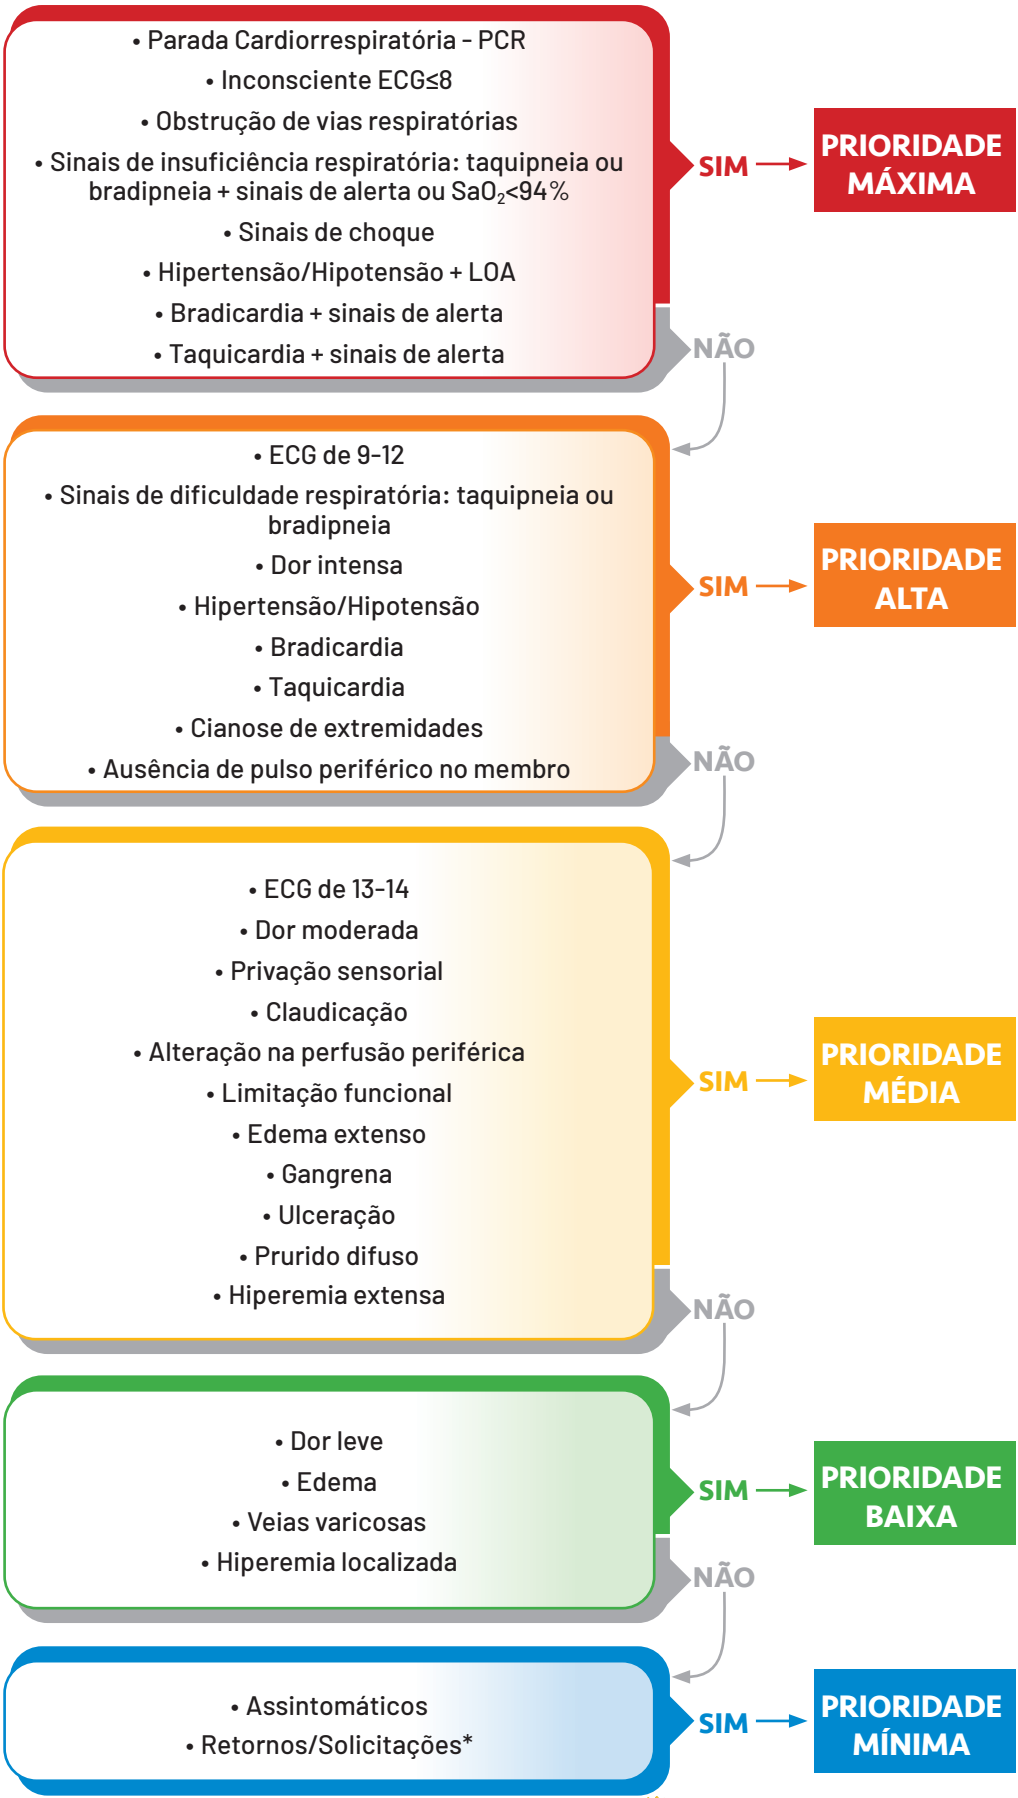 • Parada Cardiorrespiratória - PCR
• Inconsciente ECG≤8
• Obstrução de vias respiratórias
• Sinais de insuficiência respiratória: taquipneia ou
bradipneia + sinais de alerta ou SaO₂<94%
• Sinais de choque
• Hipertensão/Hipotensão + LOA
• Bradicardia + sinais de alerta
• Taquicardia + sinais de alerta
SIM
PRIORIDADE
MÁXIMA
NÃO
• ECG de 9-12
• Sinais de dificuldade respiratória: taquipneia ou
bradipneia
• Dor intensa
• Hipertensão/Hipotensão
• Bradicardia
• Taquicardia
• Cianose de extremidades
• Ausência de pulso periférico no membro
SIM
PRIORIDADE
ALTA
NÃO
• ECG de 13-14
• Dor moderada
• Privação sensorial
• Claudicação
• Alteração na perfusão periférica
• Limitação funcional
• Edema extenso
• Gangrena
• Ulceração
• Prurido difuso
• Hiperemia extensa
SIM
PRIORIDADE
MÉDIA
NÃO
• Dor leve
• Edema
• Veias varicosas
• Hiperemia localizada
SIM
PRIORIDADE
BAIXA
NÃO
• Assintomáticos
• Retornos/Solicitações*
SIM
PRIORIDADE
MÍNIMA